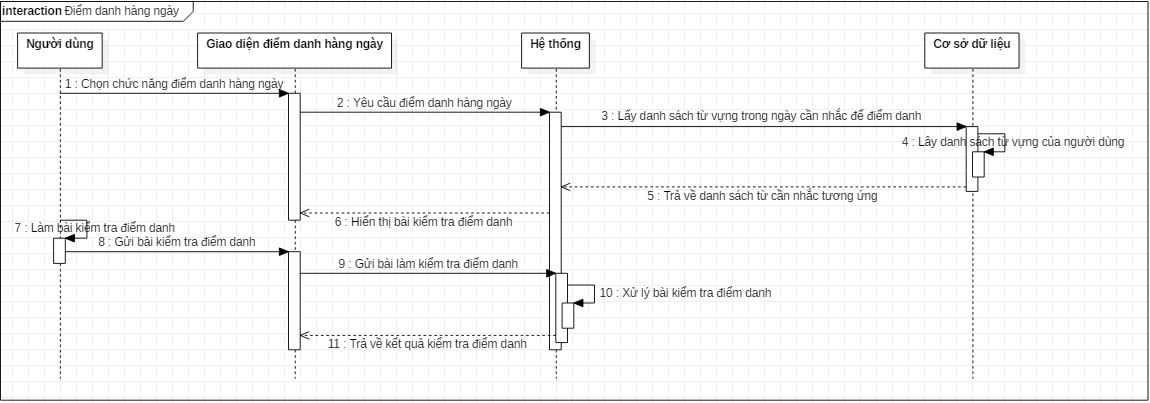 interaction Điểm danh hàng ngày
Người dùng
Giao diện điểm danh hàng ngày
Hệ thống
Cơ sở dữ liệu
1 : Chọn chức năng điểm danh hàng ngày
2 : Yêu cầu điểm danh hàng ngày
3 : Lấy danh sách từ vựng trong ngày cần nhắc để điểm danh
4 : Lây danh sách từ vựng của người dùng
5 : Trả về danh sách từ cần nhắc tương ứng
6 : Hiển thị bài kiểm tra điểm danh
7 : Làm bài kiểm tra điểm danh
8 : Gửi bài kiểm tra điểm danh
9 : Gửi bài làm kiểm tra điểm danh
10 : Xử lý bài kiểm tra điểm danh
11 : Trả về kết quả kiểm tra điểm danh